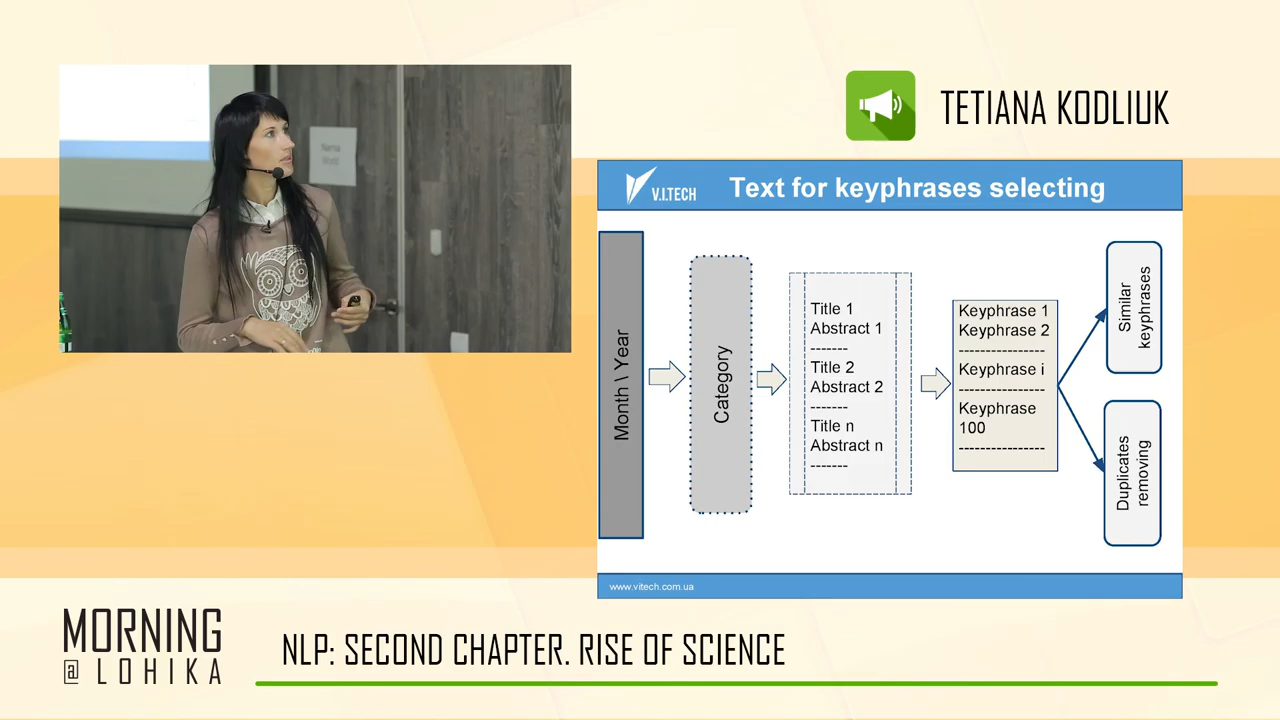 TETIANA KODLIUK
V.I.TECH
Text for keyphrases selecting
Month \ Year
Category
Title 1
Abstract 1
-------
Title 2
Abstract 2
-------
Title n
Abstract n
-------
Keyphrase 1
Keyphrase 2
----------------
Keyphrase i
----------------
Keyphrase
100
----------------
Similar
keyphrases
Duplicates
removing
www.vitech.com.ua
MORNING
@ LOHIKA
NLP: SECOND CHAPTER. RISE OF SCIENCE